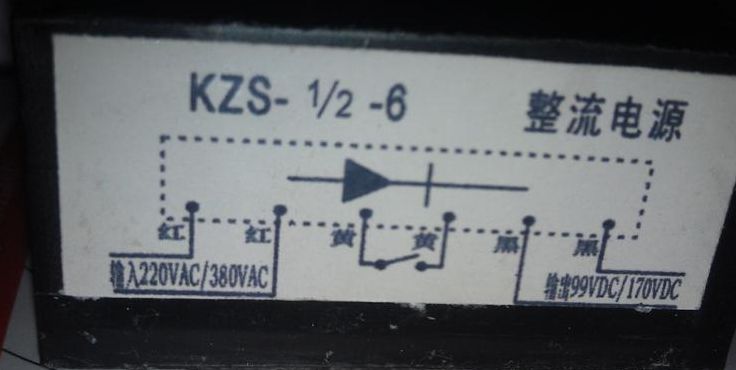 KZS- 1/2 -6 整流电源
红 红 黄 黄 黑 黑
输入220VAC/380VAC 输出99VDC/170VDC